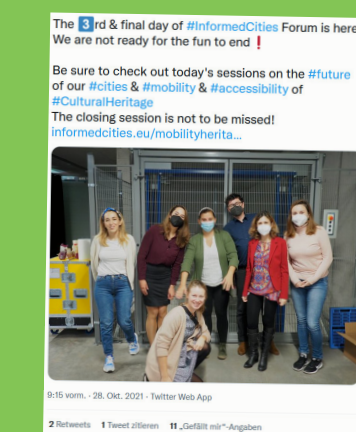 The 3rd & final day of #InformedCities Forum is here
We are not ready for the fun to end❗
Be sure to check out today's sessions on the #future
of our #cities & #mobility & #accessibility of
#CulturalHeritage
The closing session is not to be missed!
informedcities.eu/mobilityherita...
9:15 vorm. · 28. Okt. 2021 · Twitter Web App
2 Retweets 1 Tweet zitieren 11 „Gefällt mir“-Angaben